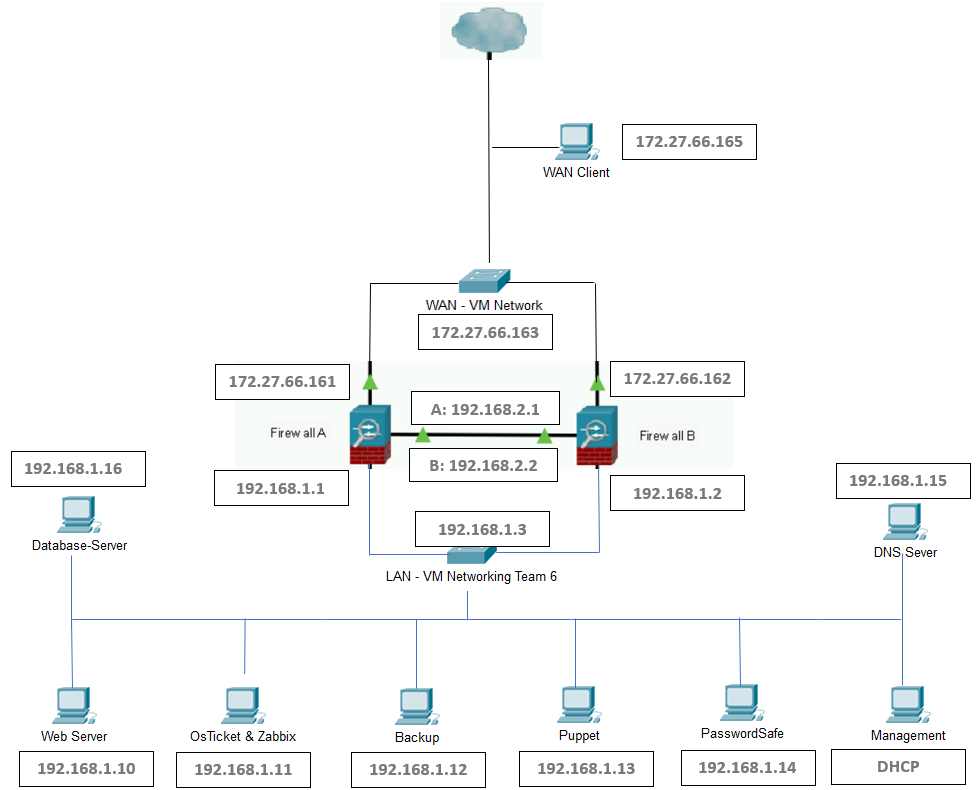 172.27.66.165
WAN Client
WAN - VM Network
172.27.66.163
172.27.66.161
172.27.66.162
A: 192.168.2.1
Firew all A
Firew all B
B: 192.168.2.2
192.168.1.16
192.168.1.1
192.168.1.2
192.168.1.15
192.168.1.3
Database-Server
DNS Sever
LAN - VM Networking Team 6
Web Server
OsTicket & Zabbix
Backup
Puppet
PasswordSafe
Management
192.168.1.10
192.168.1.11
192.168.1.12
192.168.1.13
192.168.1.14
DHCP